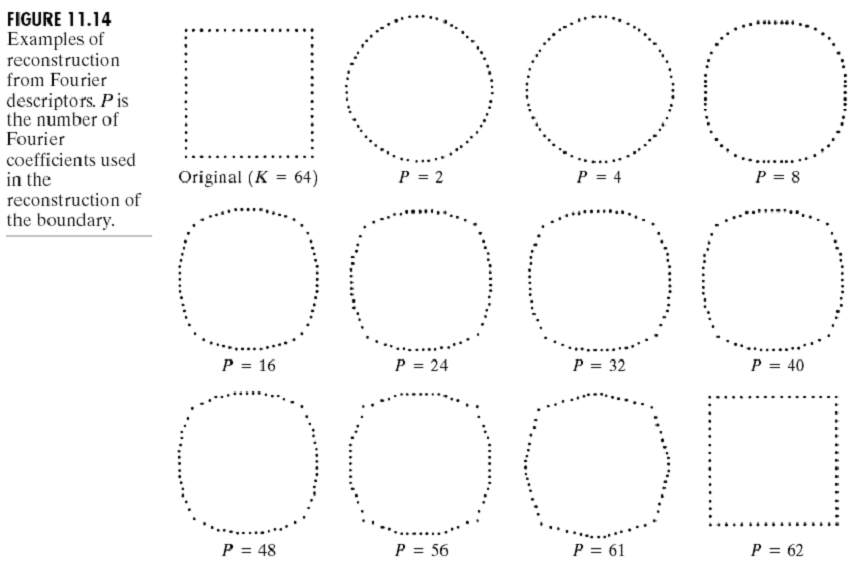 FIGURE 11.14
Examples of
reconstruction
from Fourier
descriptors. P is
the number of
Fourier
coefficients used
in the
reconstruction of
the boundary.
Original (K = 64)
P = 2
P = 4
P = 8
P = 16
P = 24
P = 32
P = 40
P = 48
P = 56
P = 61
P = 62